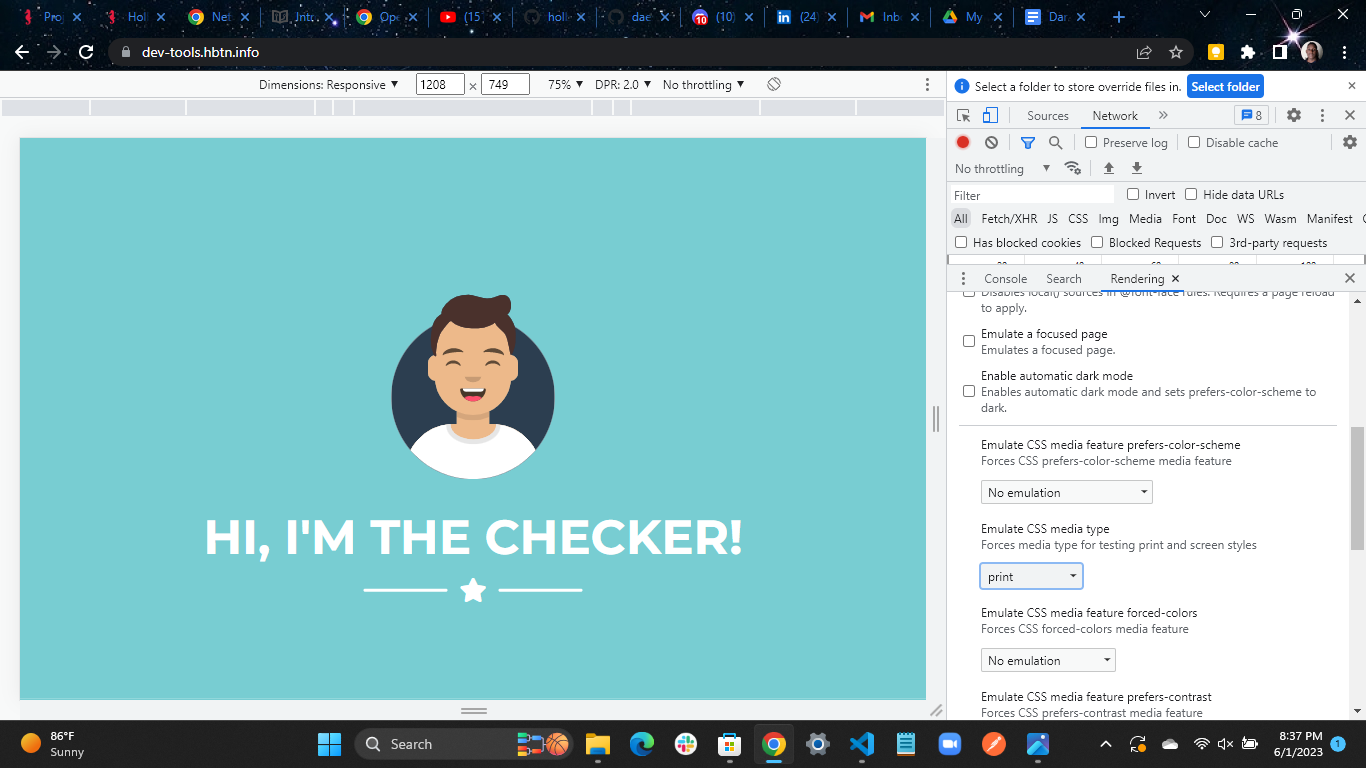 Proj
Holl
Net
Intr
Ope
(15)
holl
dae
(10)
(24)
Inb
My
Dar
dev-tools.hbtn.info
Dimensions: Responsive 1208 × 749 75% DPR: 2.0 No throttling
Select a folder to store override files in. Select folder
Sources Network 8
Preserve log Disable cache
No throttling
Filter Invert Hide data URLs
All Fetch/XHR JS CSS Img Media Font Doc WS Wasm Manifest
Has blocked cookies Blocked Requests 3rd-party requests
Console Search Rendering
Disables local() sources in @font-face rules. Requires a page reload
to apply.
Emulate a focused page
Emulates a focused page.
Enable automatic dark mode
Enables automatic dark mode and sets prefers-color-scheme to
dark.
Emulate CSS media feature prefers-color-scheme
Forces CSS prefers-color-scheme media feature
No emulation
Emulate CSS media type
Forces media type for testing print and screen styles
print
Emulate CSS media feature forced-colors
Forces CSS forced-colors media feature
No emulation
Emulate CSS media feature prefers-contrast
Forces CSS prefers-contrast media feature
HI, I'M THE CHECKER!
86°F
Sunny
Search
8:37 PM
6/1/2023
1